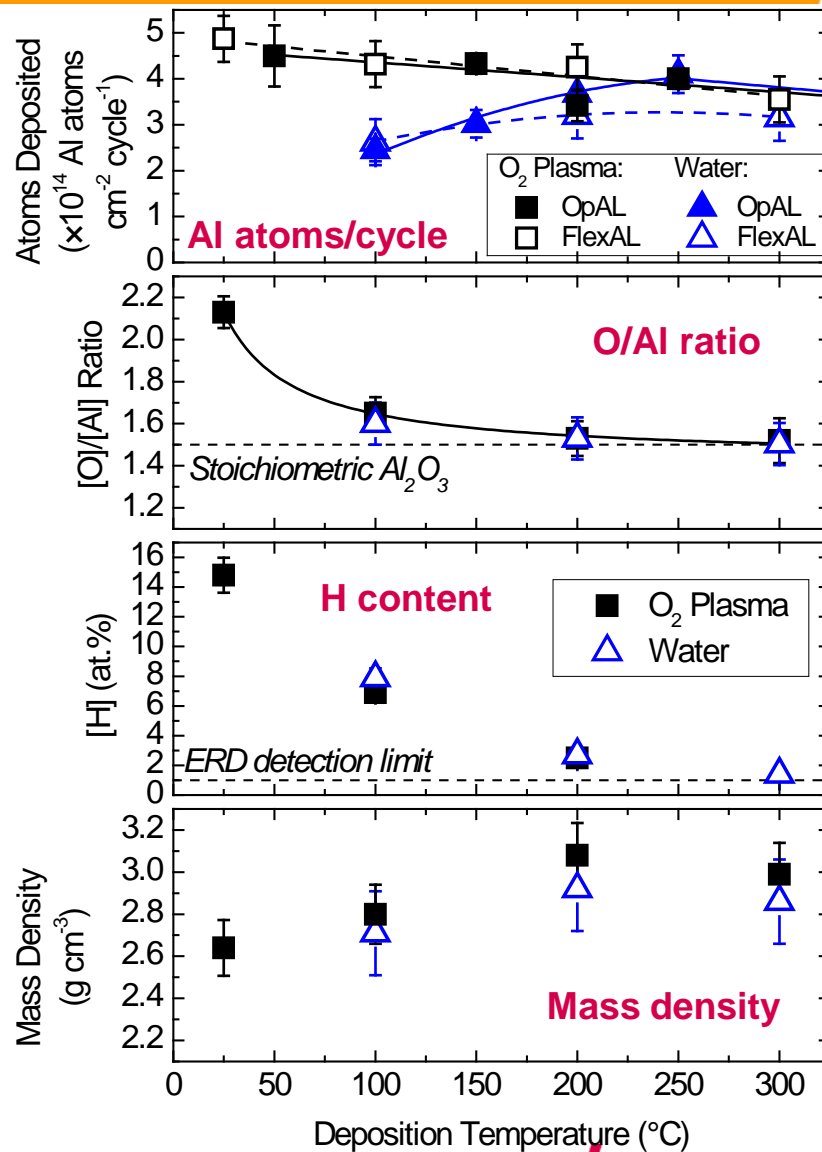 Atoms Deposited
(×10¹⁴ Al atoms
cm⁻² cycle⁻¹)
5
4
3
2
1
0
Al atoms/cycle
O₂ Plasma: Water:
OpAL OpAL
FlexAL FlexAL
[O]/[Al] Ratio
2.2
2.0
1.8
1.6
1.4
1.2
O/Al ratio
Stoichiometric Al₂O₃
[H] (at.%)
16
14
12
10
8
6
4
2
0
H content
O₂ Plasma
Water
ERD detection limit
Mass Density
(g cm⁻³)
3.2
3.0
2.8
2.6
2.4
2.2
Mass density
0 50 100 150 200 250 300
Deposition Temperature (°C)